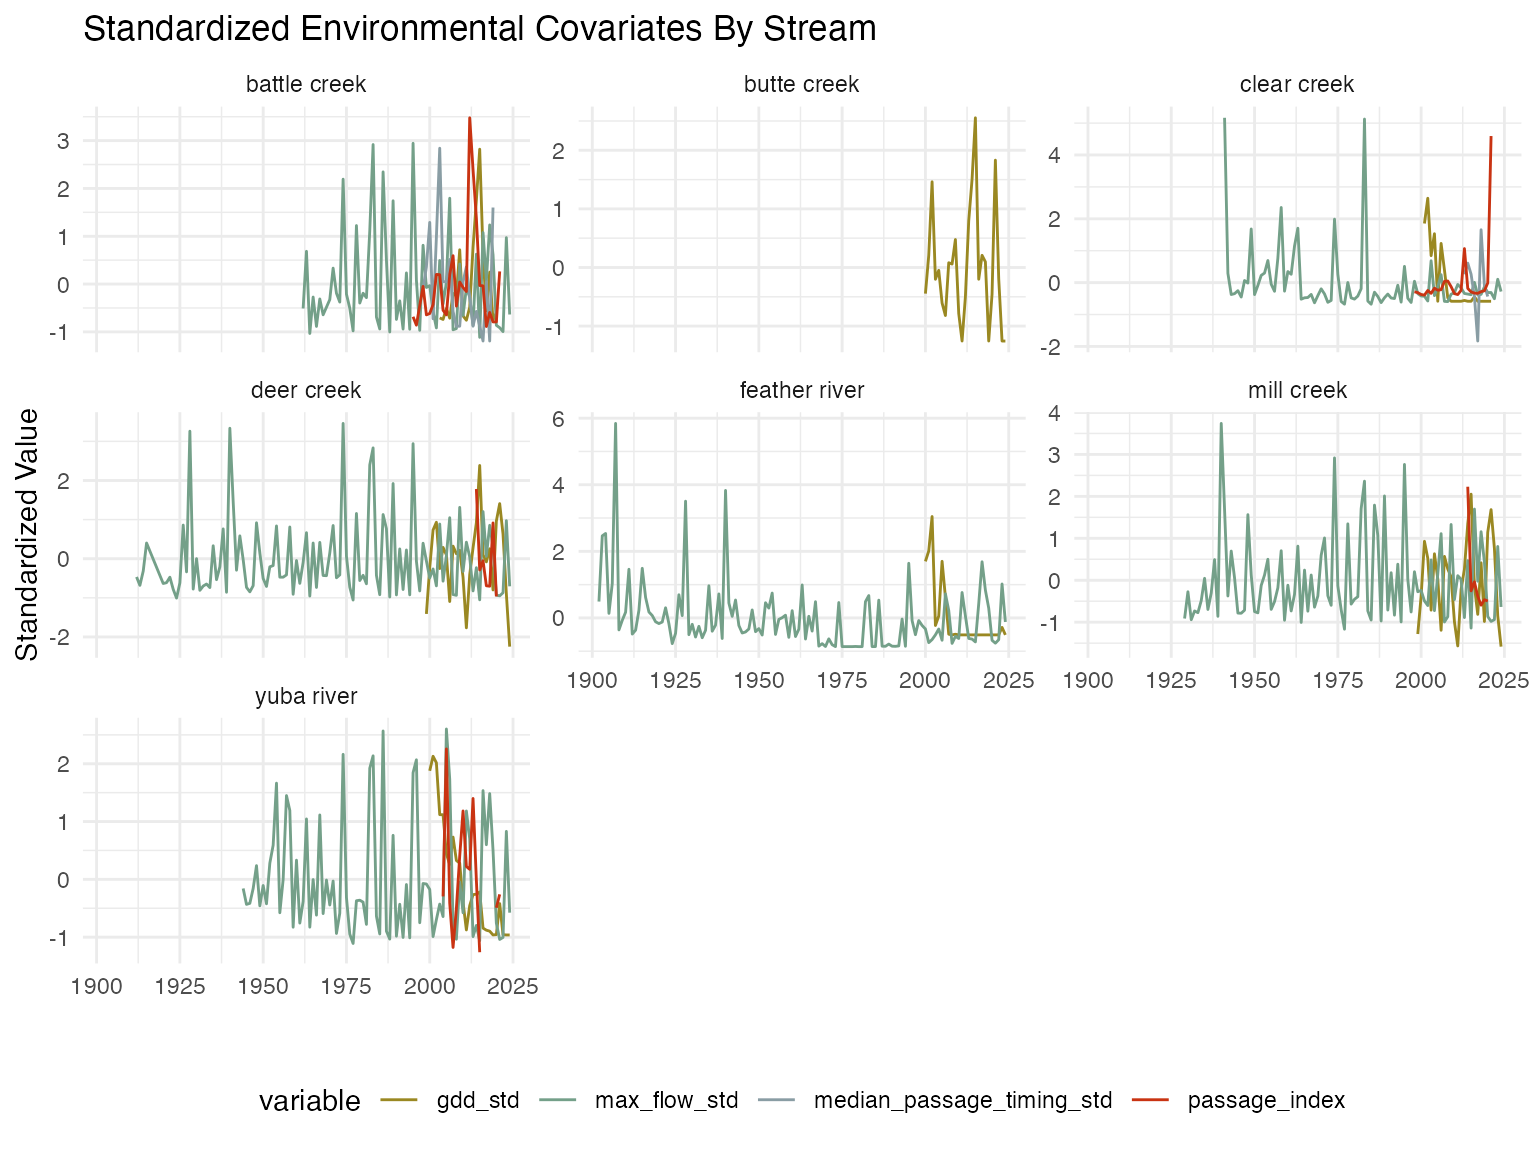 Standardized Environmental Covariates By Stream
battle creek
butte creek
clear creek
3
2
1
0
-1
2
1
0
-1
4
2
0
-2
deer creek
feather river
mill creek
Standardized Value
2
0
-2
6
4
2
0
4
3
2
1
0
-1
1900 1925 1950 1975 2000 2025
1900 1925 1950 1975 2000 2025
yuba river
2
1
0
-1
1900 1925 1950 1975 2000 2025
variable gdd_std max_flow_std median_passage_timing_std passage_index